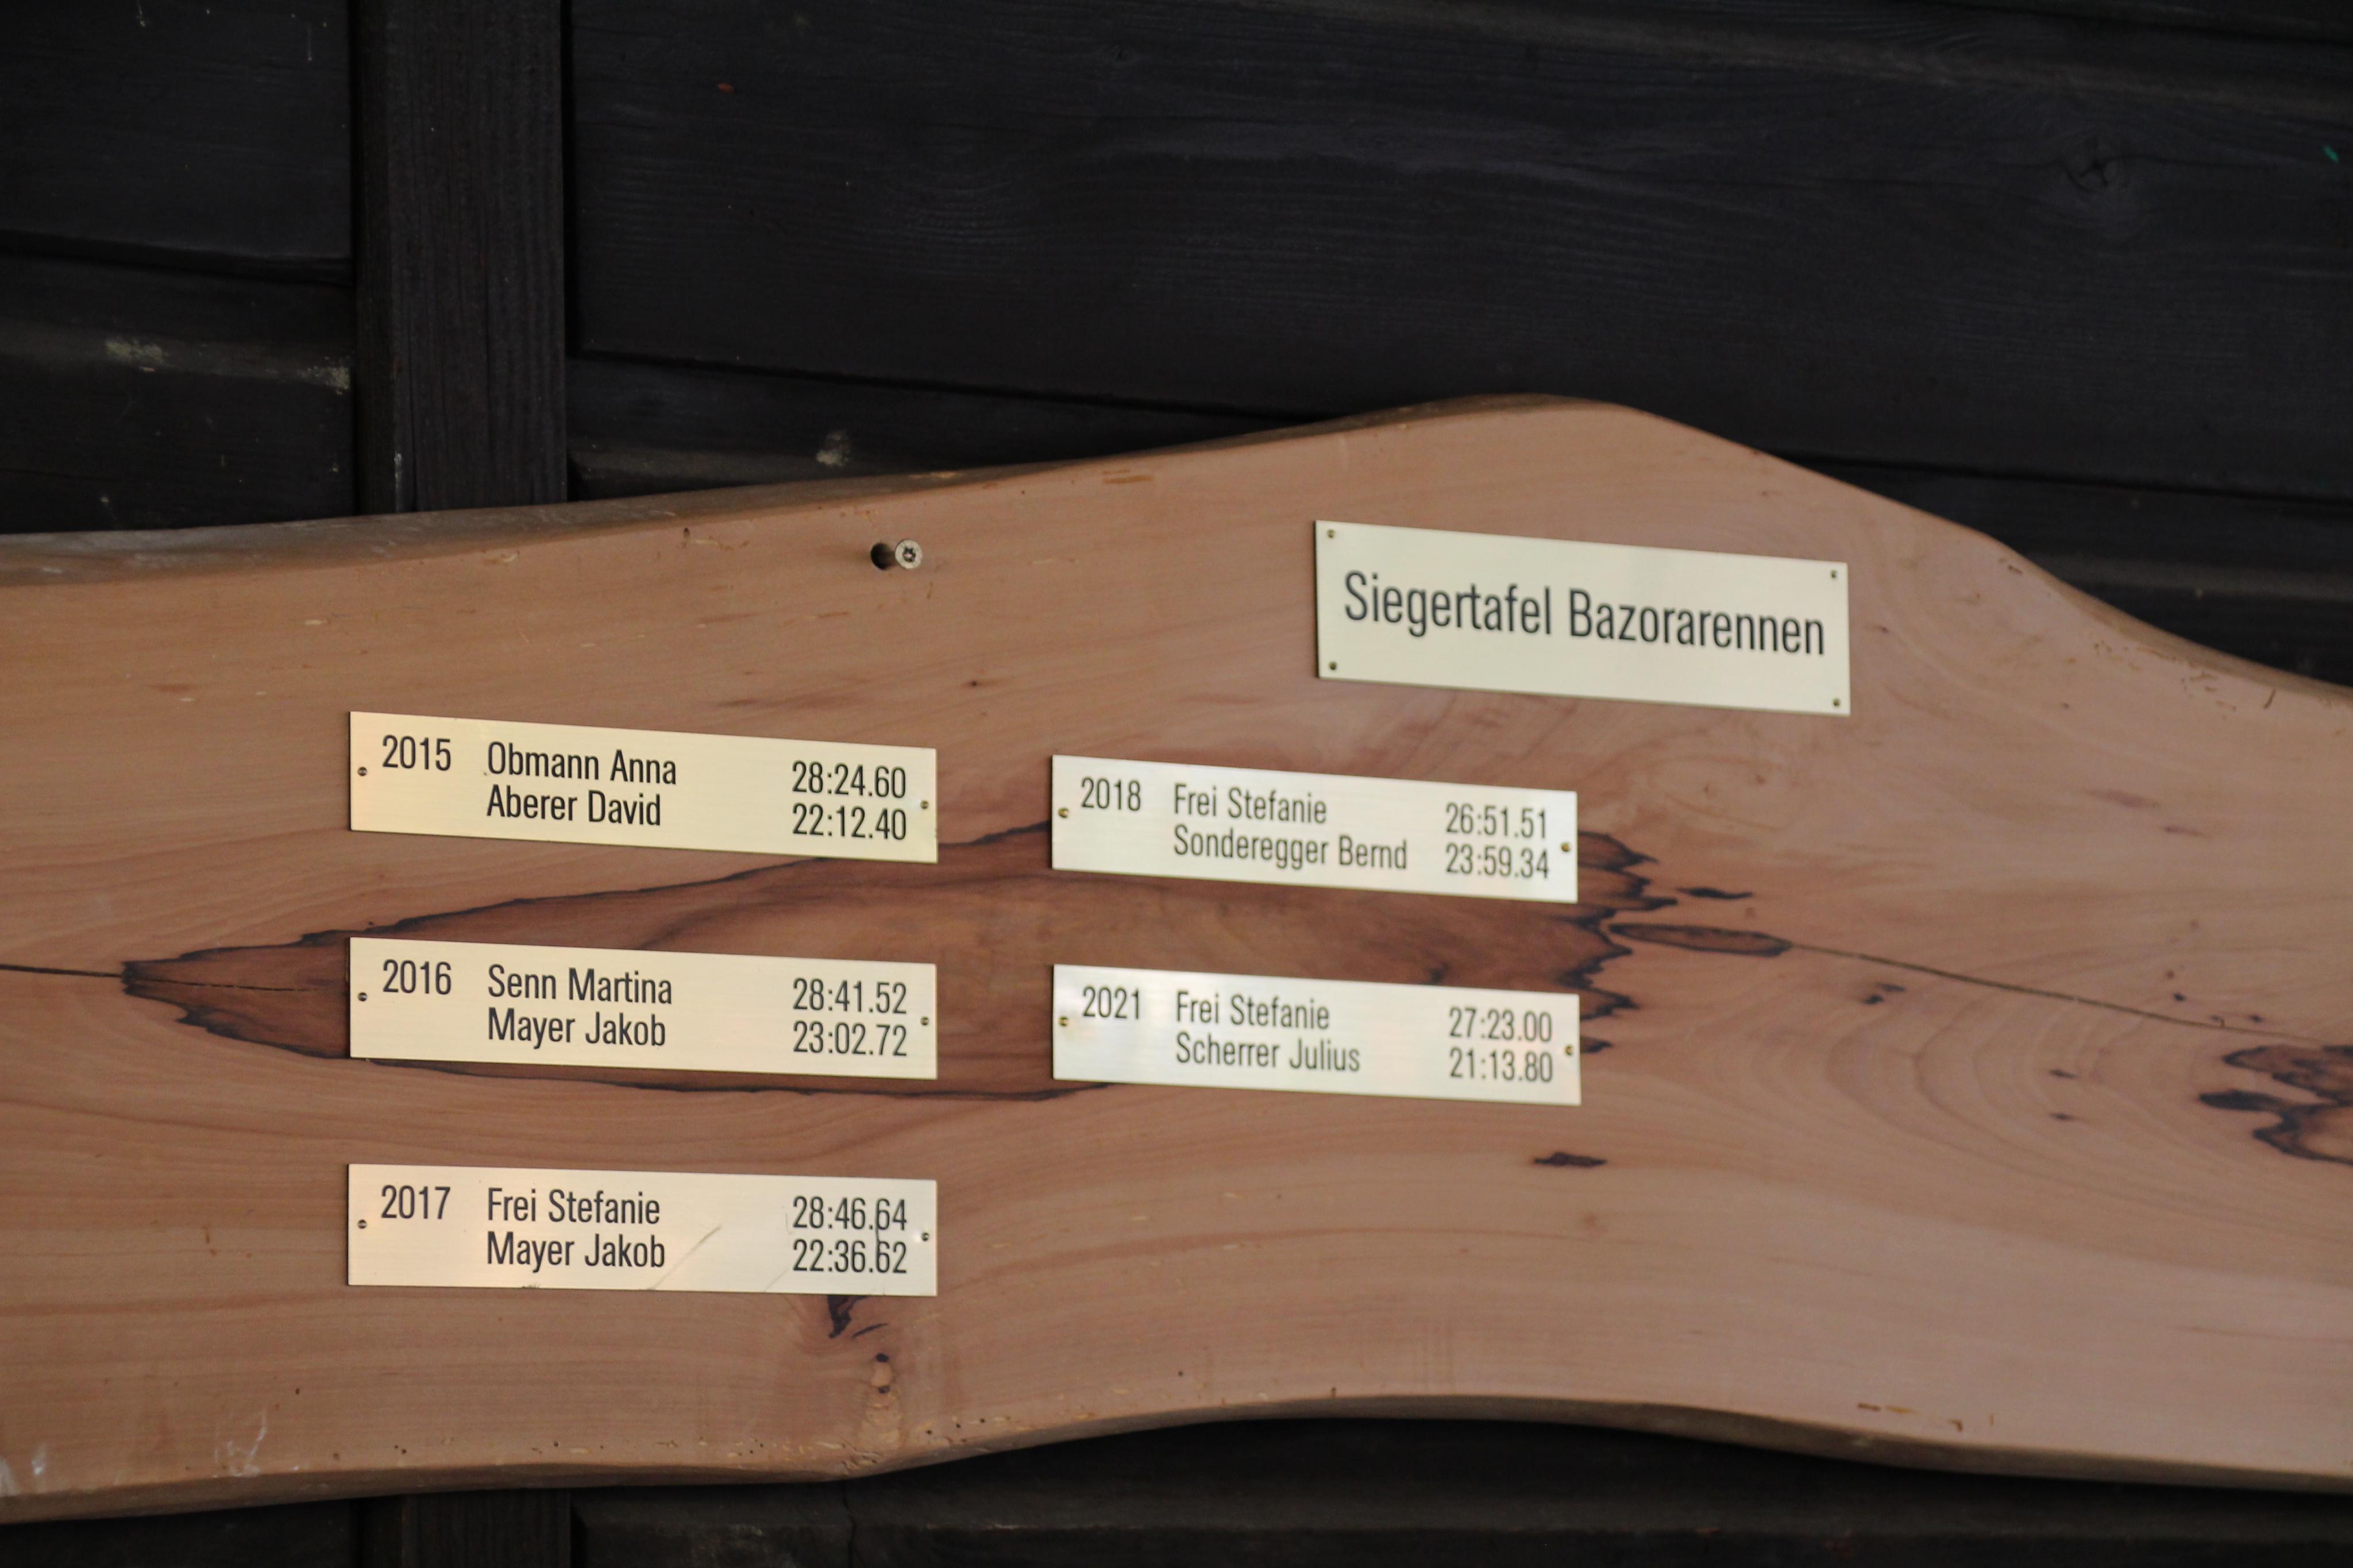 Siegertafel Bazorarennen
2015 Obmann Anna 28:24.60
Aberer David 22:12.40
2016 Senn Martina 28:41.52
Mayer Jakob 23:02.72
2017 Frei Stefanie 28:46.64
Mayer Jakob 22:36.62
2018 Frei Stefanie 26:51.51
Sonderegger Bernd 23:59.34
2021 Frei Stefanie 27:23.00
Scherrer Julius 21:13.80